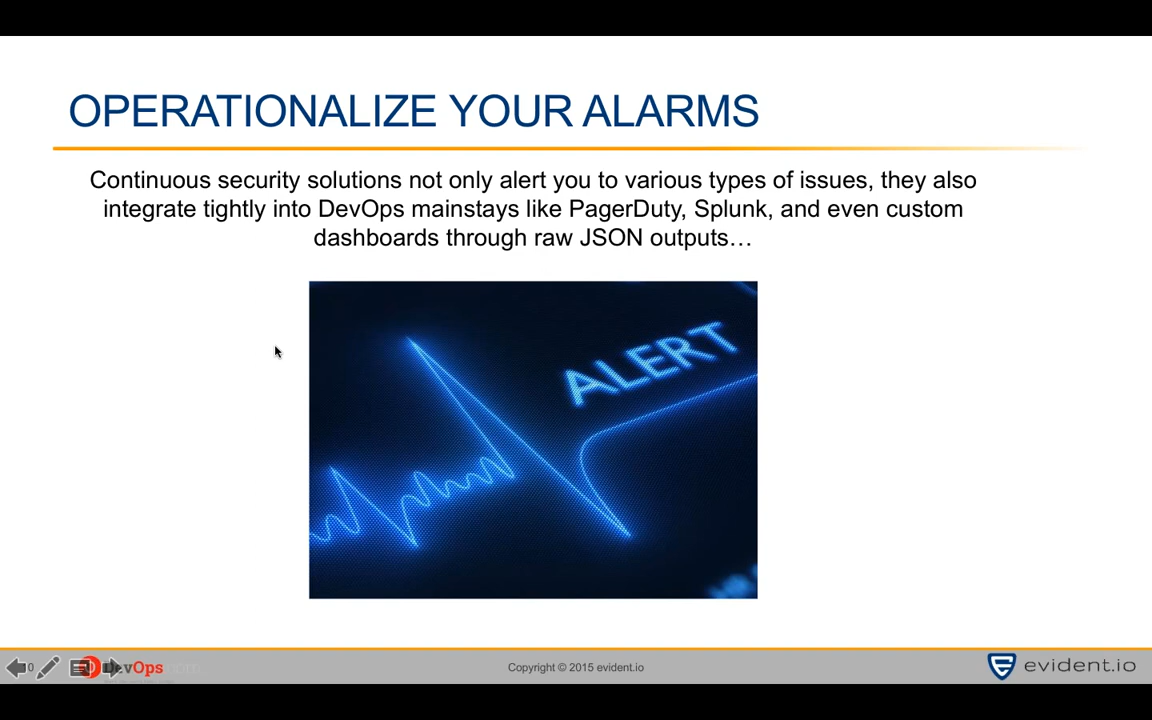 OPERATIONALIZE YOUR ALARMS
Continuous security solutions not only alert you to various types of issues, they also
integrate tightly into DevOps mainstays like PagerDuty, Splunk, and even custom
dashboards through raw JSON outputs…
ALERT
DevOps
Copyright © 2015 evident.io
evident.io